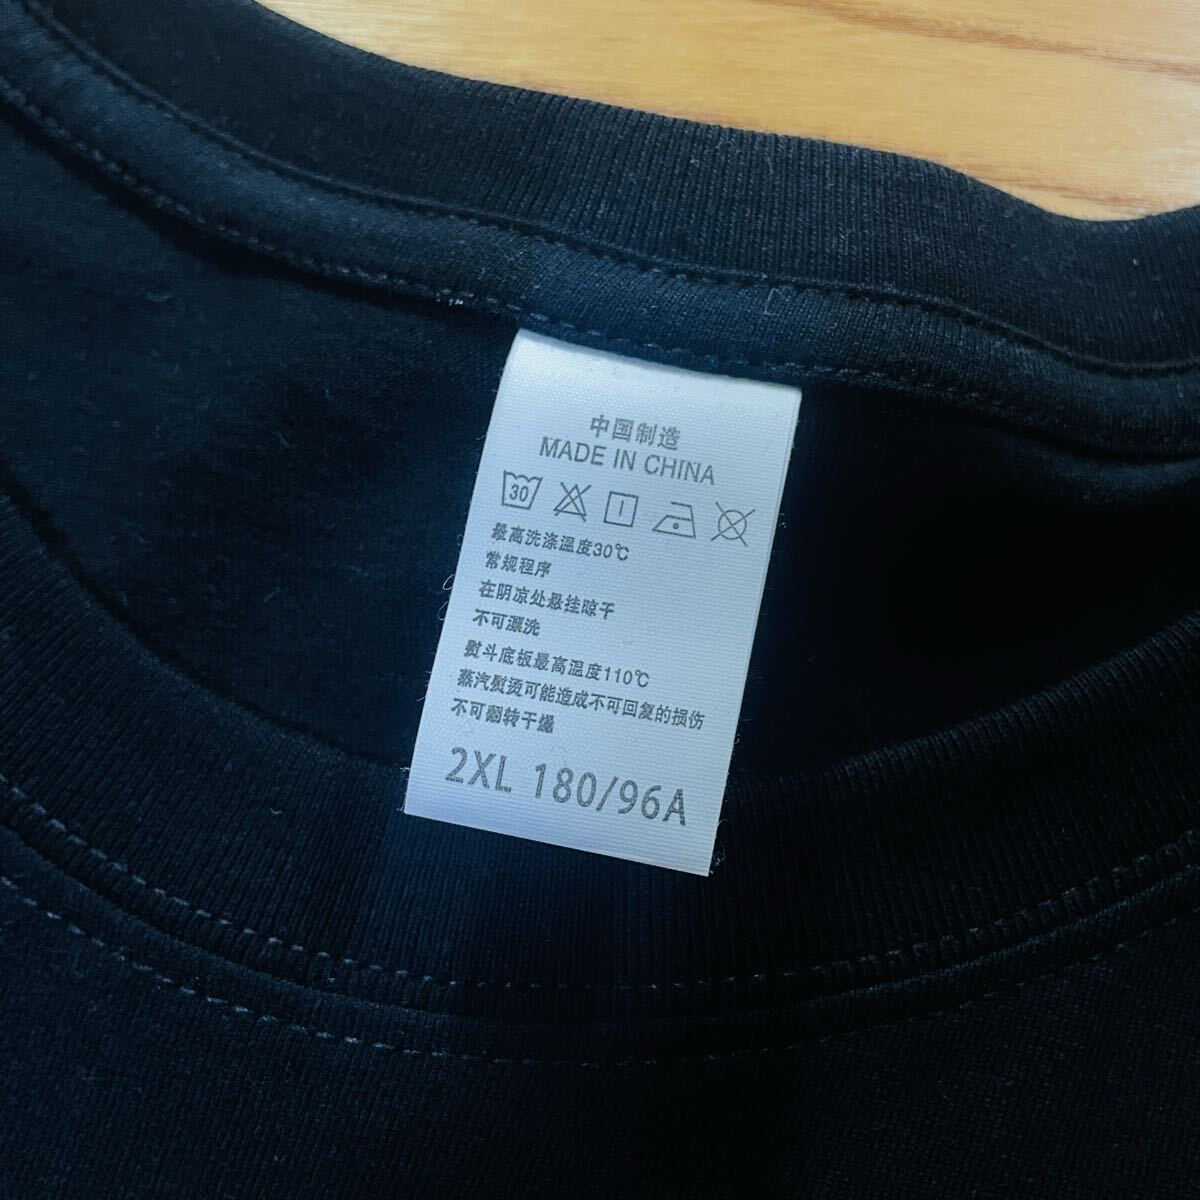 中国制造
MADE IN CHINA
30
最高洗涤温度30℃
常规程序
在阴凉处悬挂晾干
不可漂洗
熨斗底板最高温度110℃
蒸汽熨烫可能造成不可回复的损伤
不可翻转干燥
2XL 180/96A